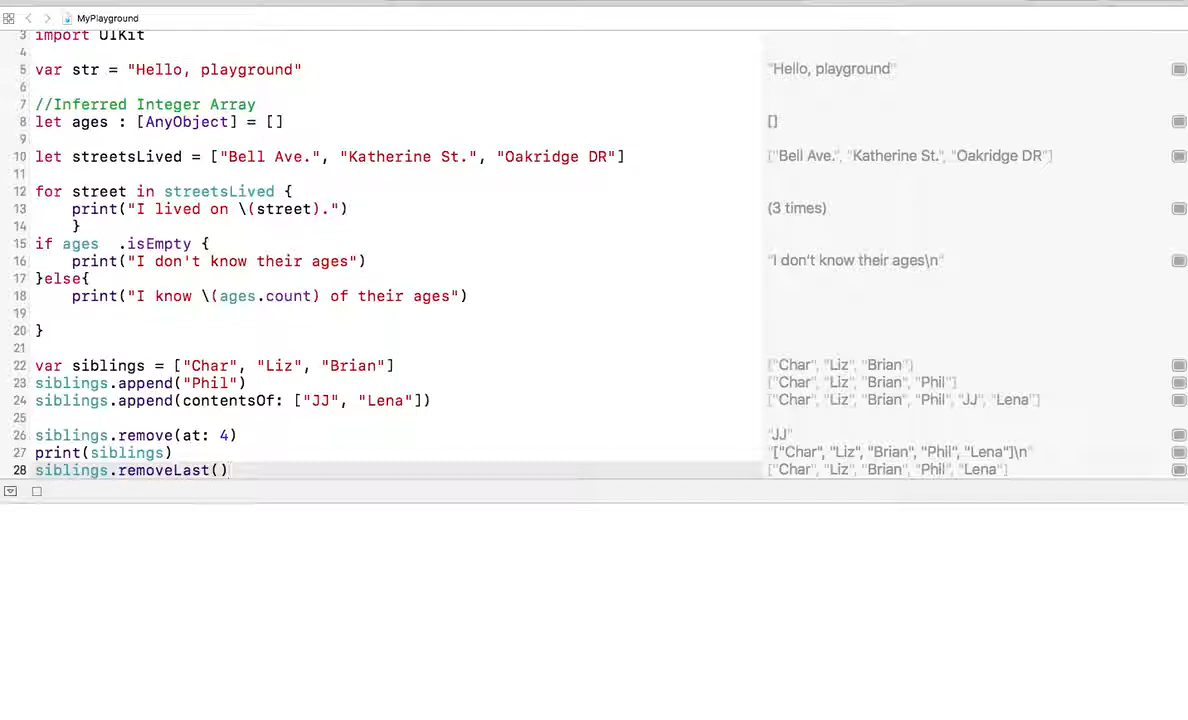 MyPlayground
3 import UIKit
4
5 var str = "Hello, playground" "Hello, playground"
6
7 //Inferred Integer Array
8 let ages : [AnyObject] = [] []
9
10 let streetsLived = ["Bell Ave.", "Katherine St.", "Oakridge DR"] ["Bell Ave.", "Katherine St.", "Oakridge DR"]
11
12 for street in streetsLived {
13 print("I lived on \(street).") (3 times)
14 }
15 if ages  .isEmpty {
16 print("I don't know their ages") "I don't know their ages\n"
17 }else{
18 print("I know \(ages.count) of their ages")
19
20 }
21
22 var siblings = ["Char", "Liz", "Brian"] ["Char", "Liz", "Brian"]
23 siblings.append("Phil") ["Char", "Liz", "Brian", "Phil"]
24 siblings.append(contentsOf: ["JJ", "Lena"]) ["Char", "Liz", "Brian", "Phil", "JJ", "Lena"]
25
26 siblings.remove(at: 4) "JJ"
27 print(siblings) "["Char", "Liz", "Brian", "Phil", "Lena"]\n"
28 siblings.removeLast() ["Char", "Liz", "Brian", "Phil", "Lena"]